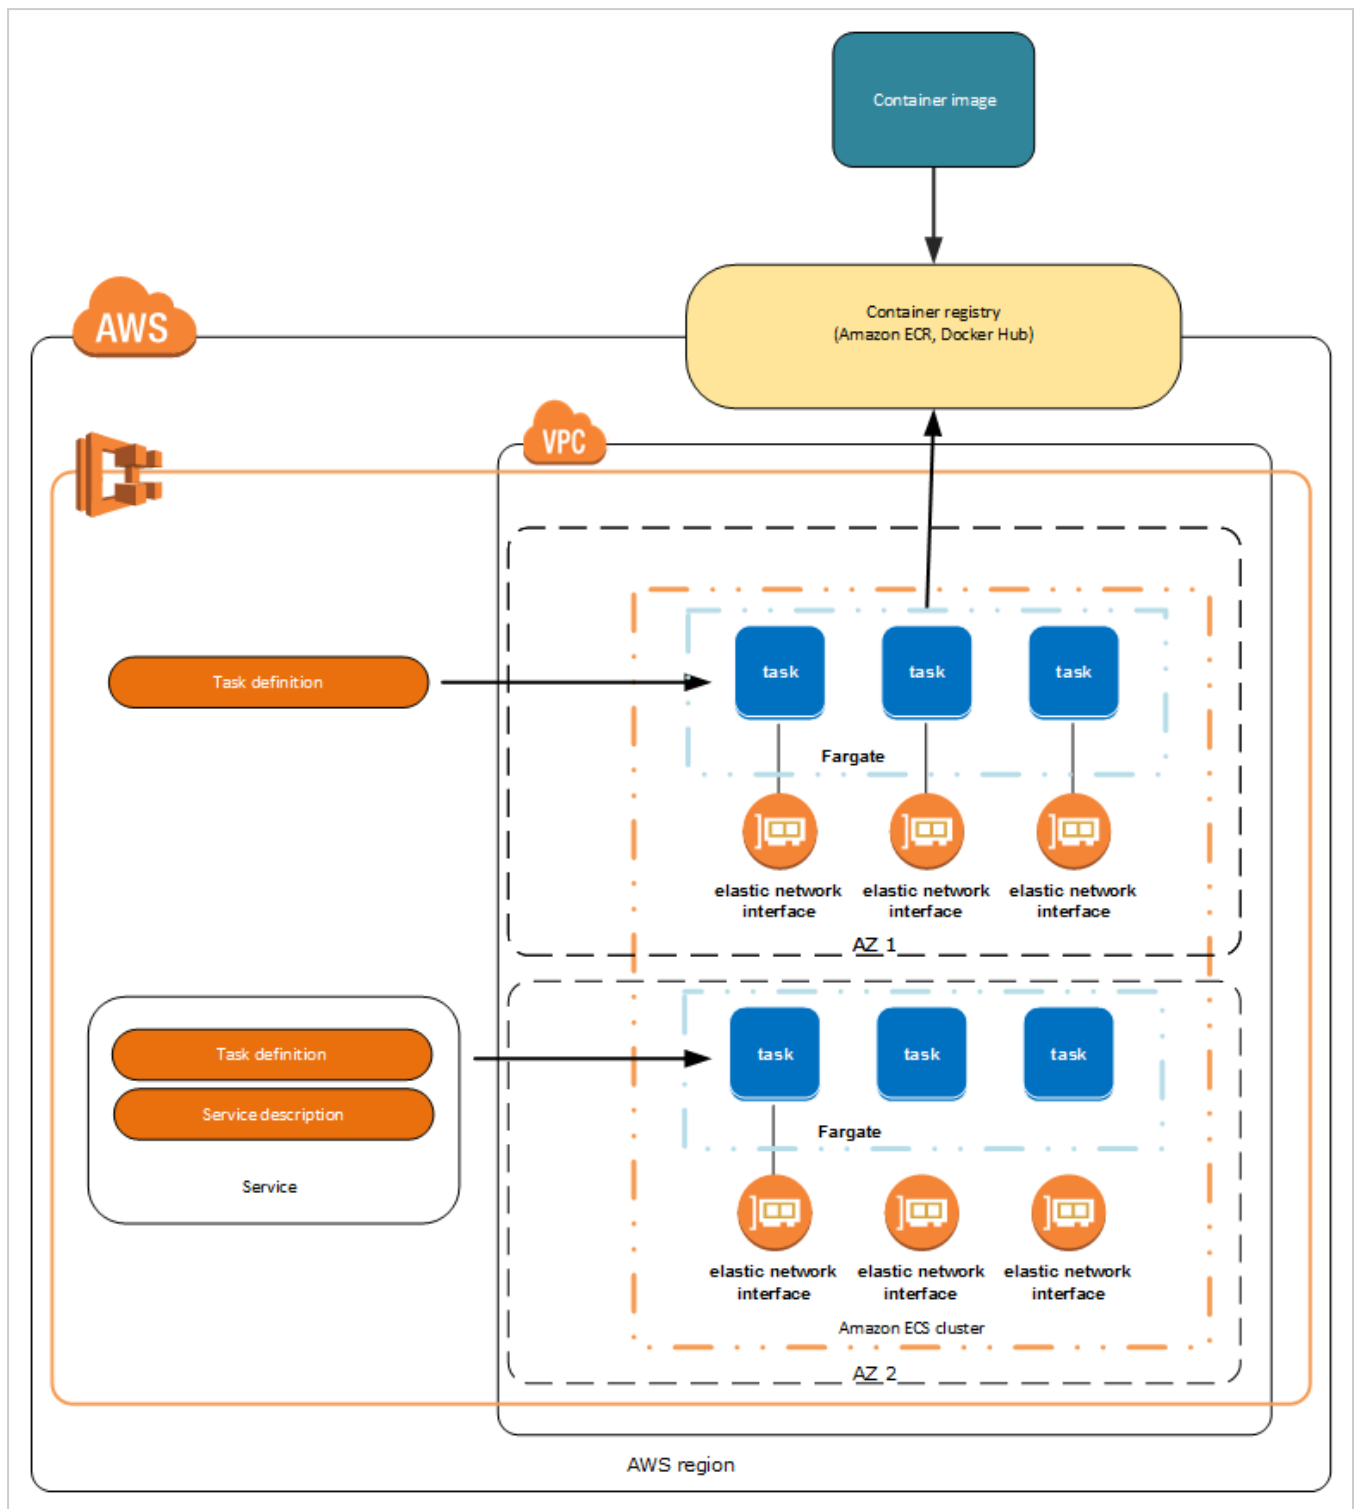 Container image
Container registry
(Amazon ECR, Docker Hub)
AWS
VPC
Task definition
task
task
task
Fargate
elastic network
interface
elastic network
interface
elastic network
interface
AZ 1
Task definition
Service description
Service
task
task
task
Fargate
elastic network
interface
elastic network
interface
elastic network
interface
Amazon ECS cluster
AZ 2
AWS region